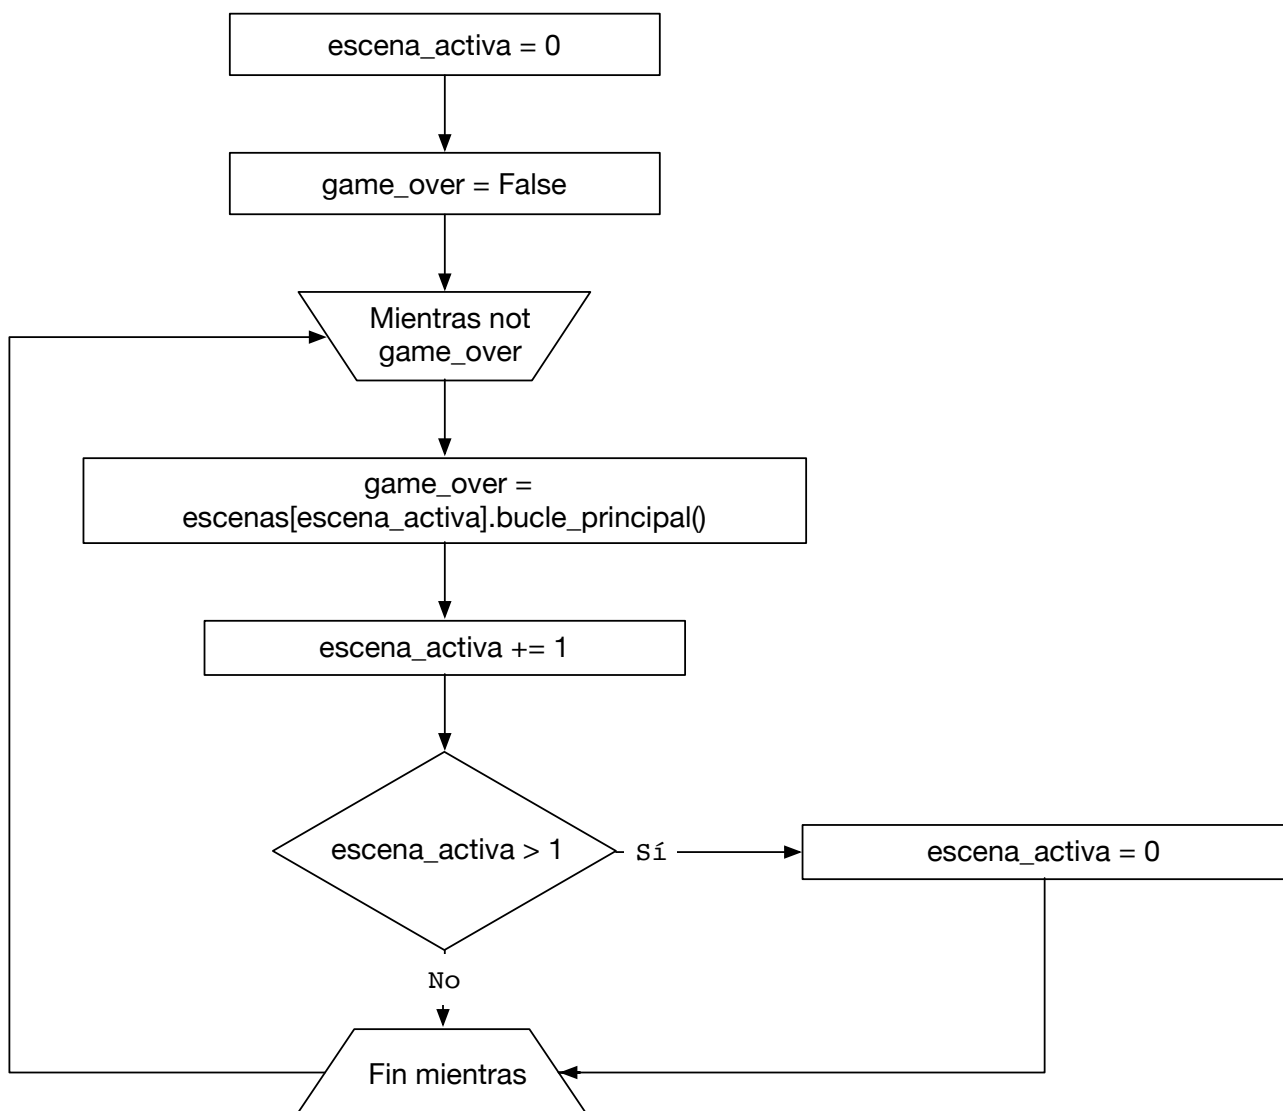 escena_activa = 0
game_over = False
Mientras not
game_over
game_over =
escenas[escena_activa].bucle_principal()
escena_activa += 1
escena_activa > 1
Sí
escena_activa = 0
No
Fin mientras